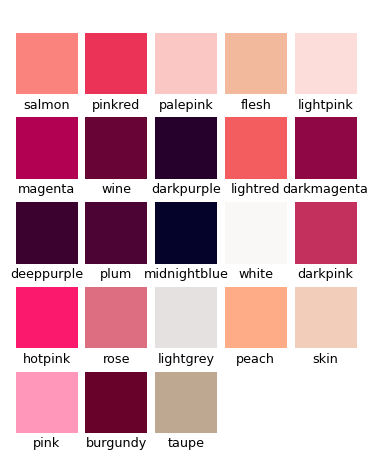 salmon pinkred palepink flesh lightpink
magenta wine darkpurple lightred darkmagenta
deeppurple plum midnightblue white darkpink
hotpink rose lightgrey peach skin
pink burgundy taupe